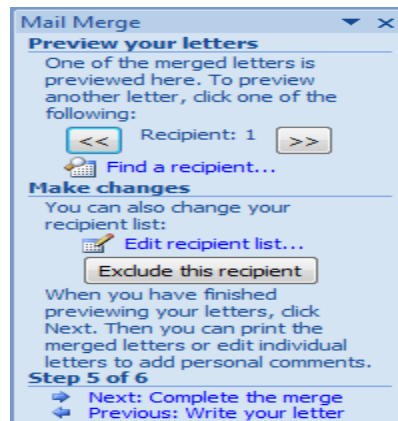 Mail Merge
Preview your letters
One of the merged letters is
previewed here. To preview
another letter, click one of the
following:
<< Recipient: 1 >>
Find a recipient...
Make changes
You can also change your
recipient list:
Edit recipient list...
Exclude this recipient
When you have finished
previewing your letters, click
Next. Then you can print the
merged letters or edit individual
letters to add personal comments.
Step 5 of 6
Next: Complete the merge
Previous: Write your letter